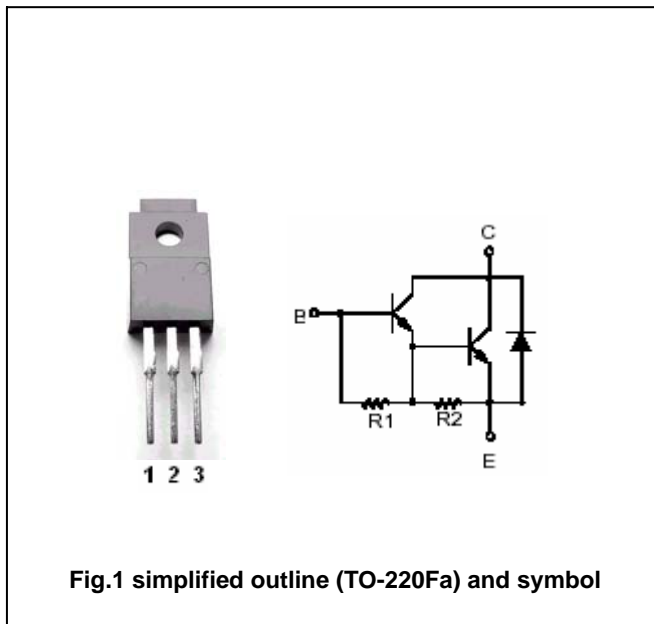 C
B
R1 R2
E
1 2 3
Fig.1 simplified outline (TO-220Fa) and symbol